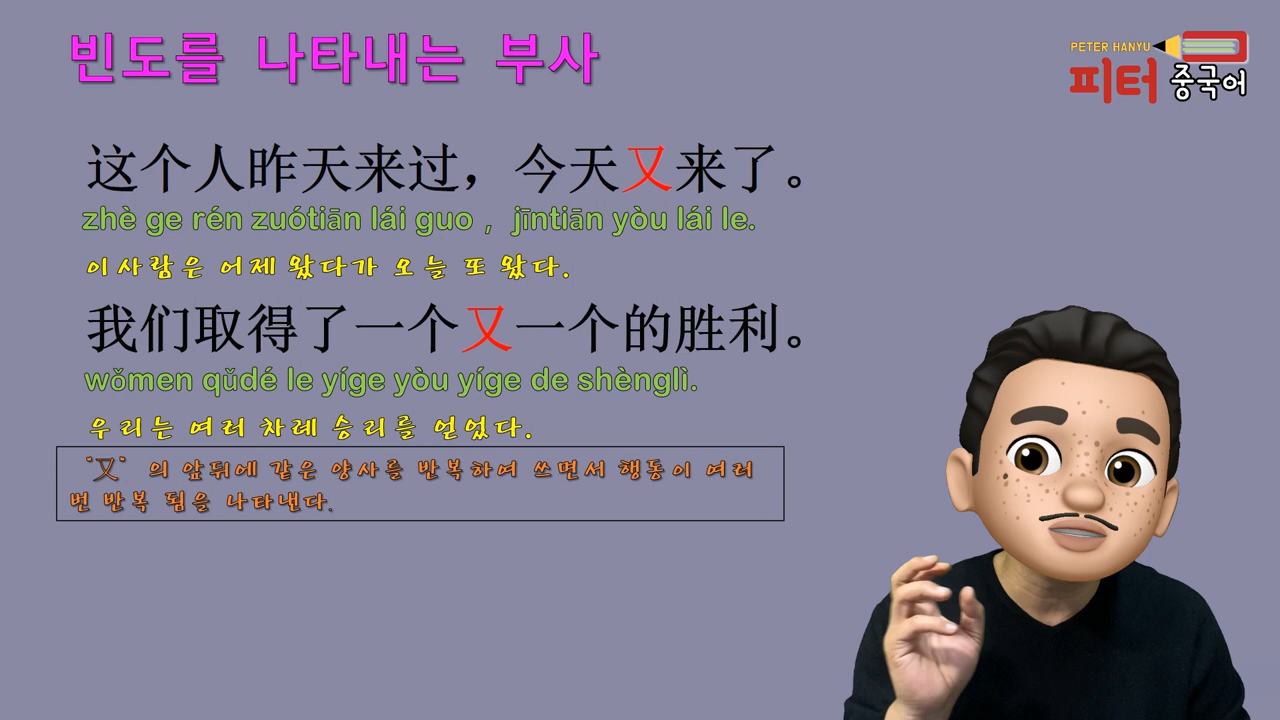 빈도를 나타내는 부사
PETER HANYU
피터 중국어
这个人昨天来过，今天又来了。
zhè ge rén zuótiān lái guo， jīntiān yòu lái le.
이사람은 어제 왔다가 오늘 또 왔다.
我们取得了一个又一个的胜利。
wǒmen qǔdé le yíge yòu yíge de shènglì.
우리는 여러 차례 승리를 얻었다.
"又" 의 앞뒤에 같은 양사를 반복하여 쓰면서 행동이 여러
번 반복 됨을 나타낸다.